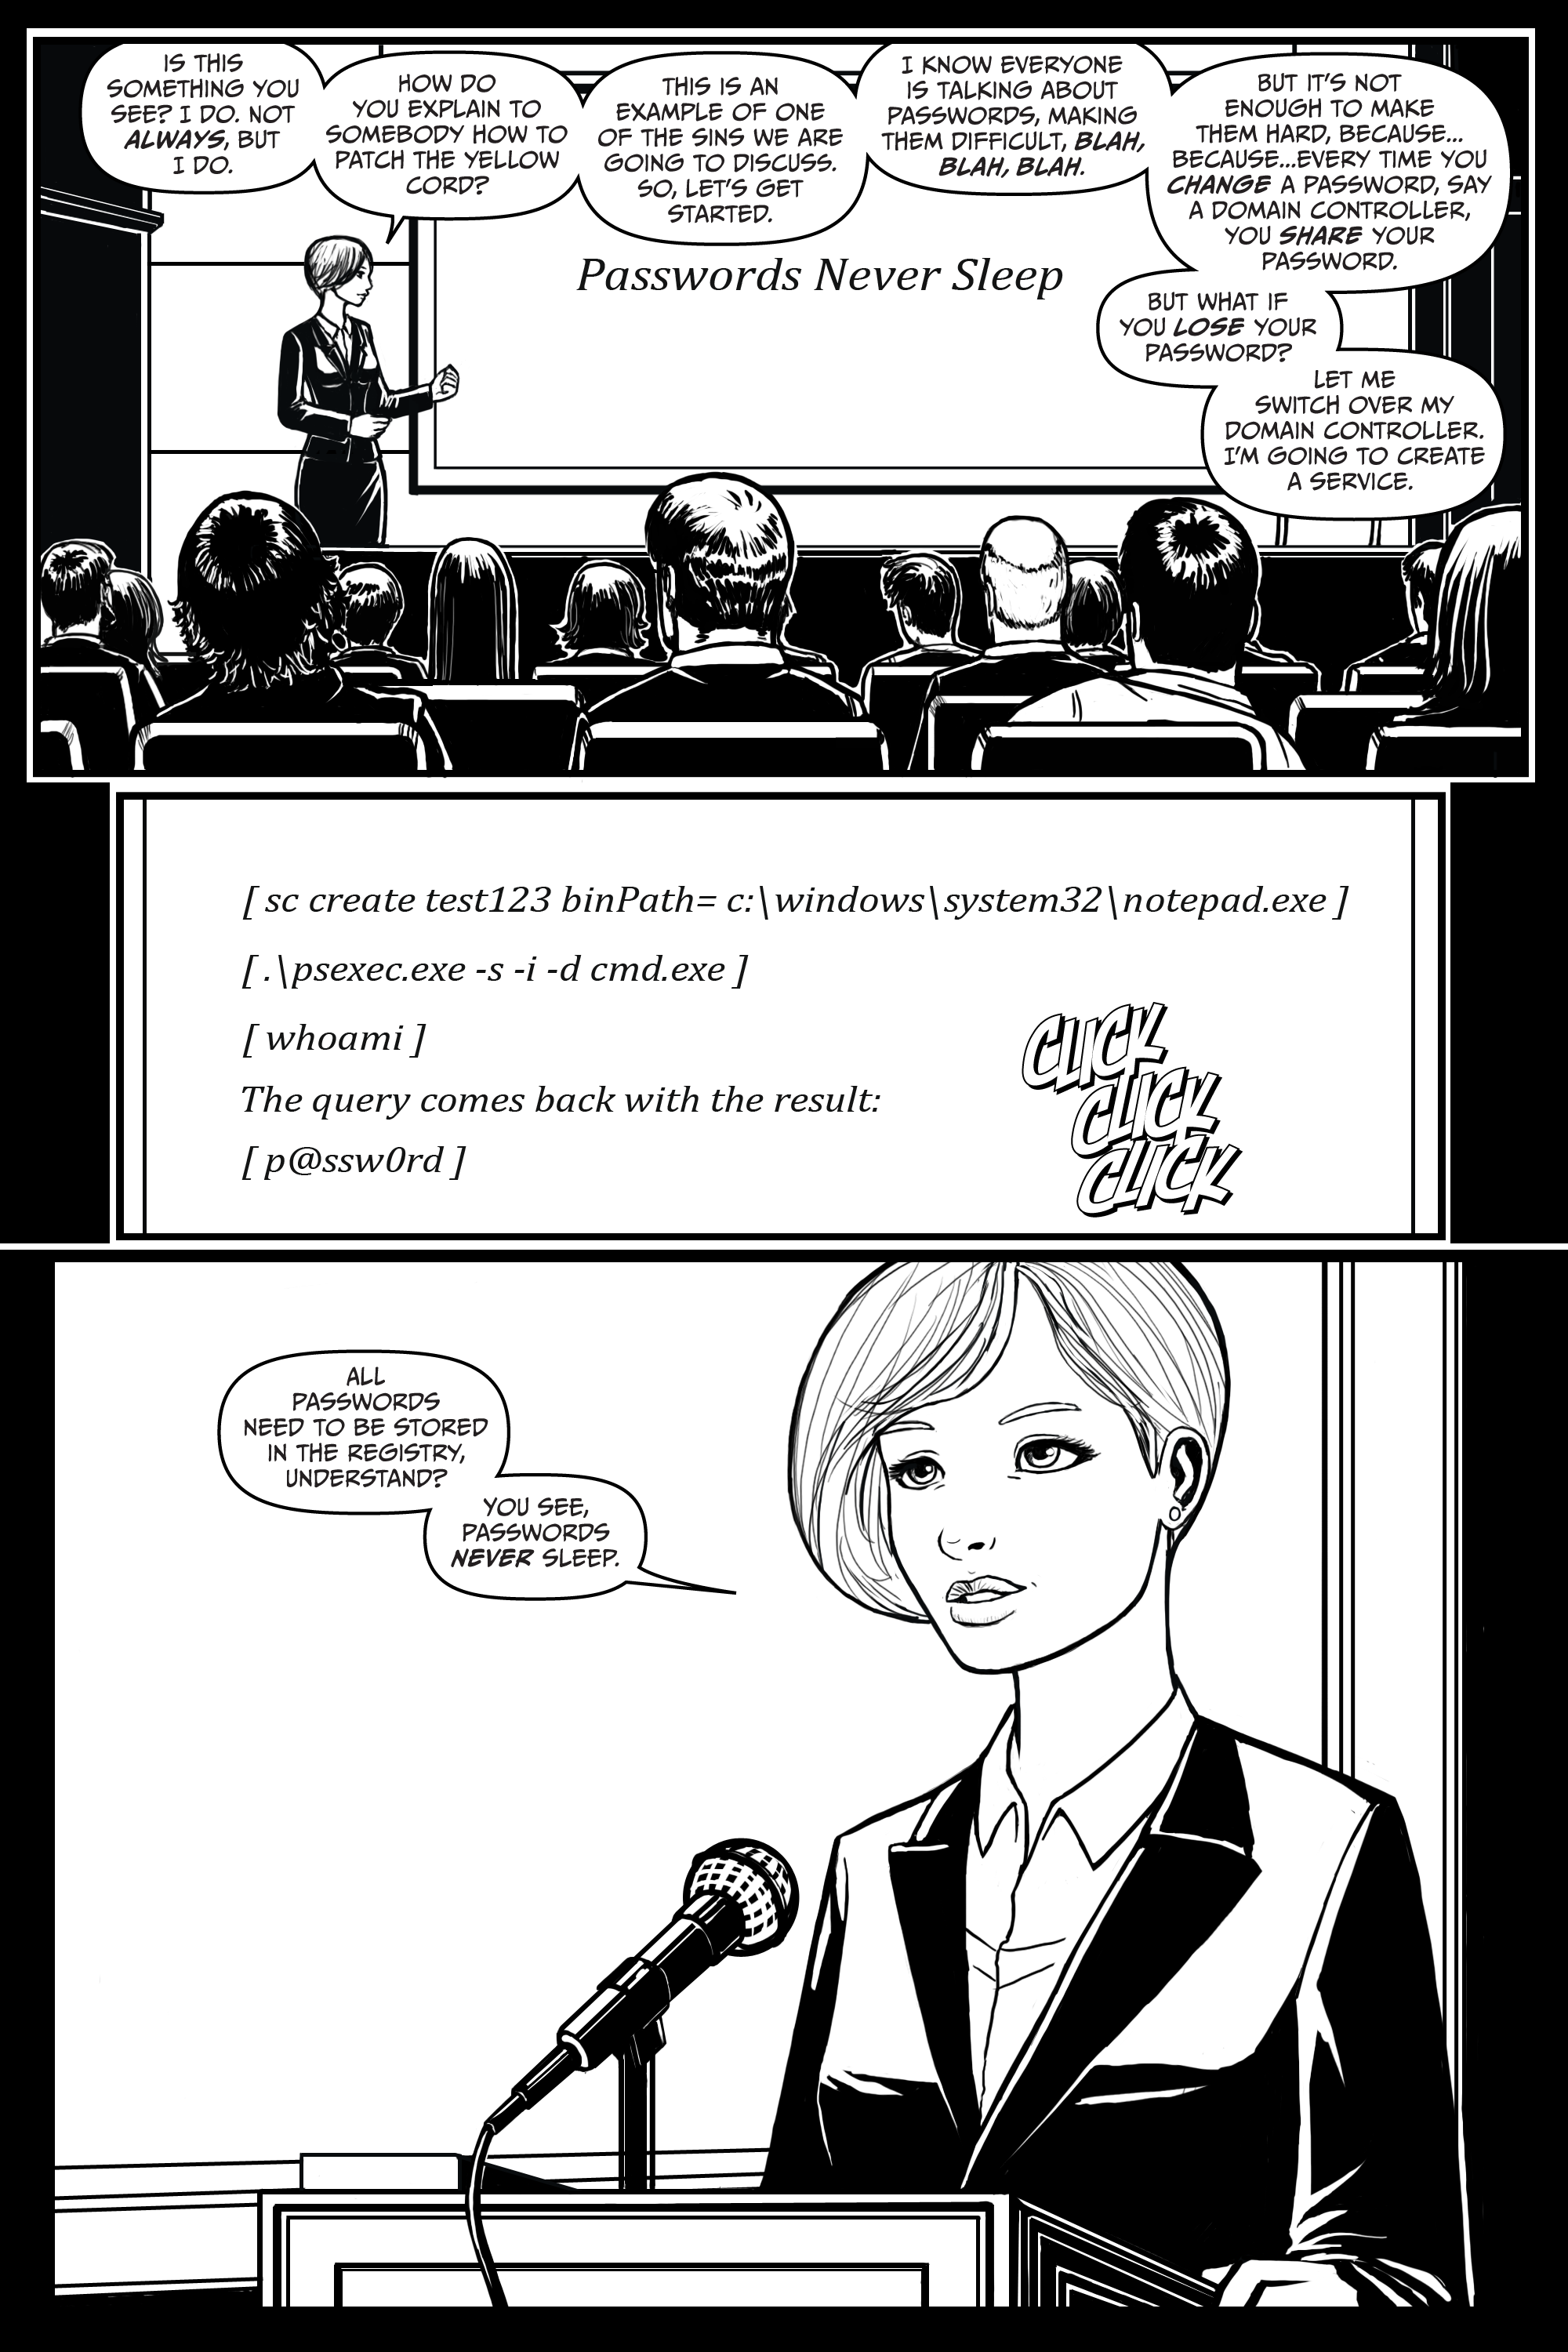 IS THIS
SOMETHING YOU
SEE? I DO. NOT
ALWAYS, BUT
I DO.
HOW DO
YOU EXPLAIN TO
SOMEBODY HOW TO
PATCH THE YELLOW
CORD?
THIS IS AN
EXAMPLE OF ONE
OF THE SINS WE ARE
GOING TO DISCUSS.
SO, LET'S GET
STARTED.
I KNOW EVERYONE
IS TALKING ABOUT
PASSWORDS, MAKING
THEM DIFFICULT, BLAH,
BLAH, BLAH.
BUT IT'S NOT
ENOUGH TO MAKE
THEM HARD, BECAUSE...
BECAUSE...EVERY TIME YOU
CHANGE A PASSWORD, SAY
A DOMAIN CONTROLLER,
YOU SHARE YOUR
PASSWORD.
BUT WHAT IF
YOU LOSE YOUR
PASSWORD?
LET ME
SWITCH OVER MY
DOMAIN CONTROLLER.
I'M GOING TO CREATE
A SERVICE.
Passwords Never Sleep
[ sc create test123 binPath= c:\windows\system32\notepad.exe ]
[ .\psexec.exe -s -i -d cmd.exe ]
[ whoami ]
The query comes back with the result:
[ p@ssw0rd ]
CLICK
CLICK
CLICK
ALL
PASSWORDS
NEED TO BE STORED
IN THE REGISTRY,
UNDERSTAND?
YOU SEE,
PASSWORDS
NEVER SLEEP.